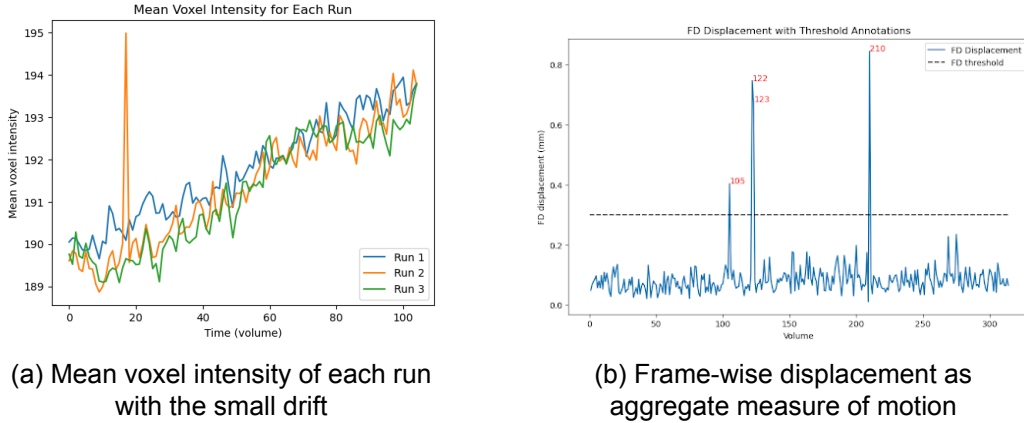 Mean Voxel Intensity for Each Run
195
194
193
192
191
190
189
Mean voxel intensity
0 20 40 60 80 100
Time (volume)
Run 1
Run 2
Run 3
FD Displacement with Threshold Annotations
0.8
0.6
0.4
0.2
0.0
FD displacement (mm)
105
122
123
210
FD Displacement
FD threshold
0 50 100 150 200 250 300
Volume
(a) Mean voxel intensity of each run
with the small drift
(b) Frame-wise displacement as
aggregate measure of motion